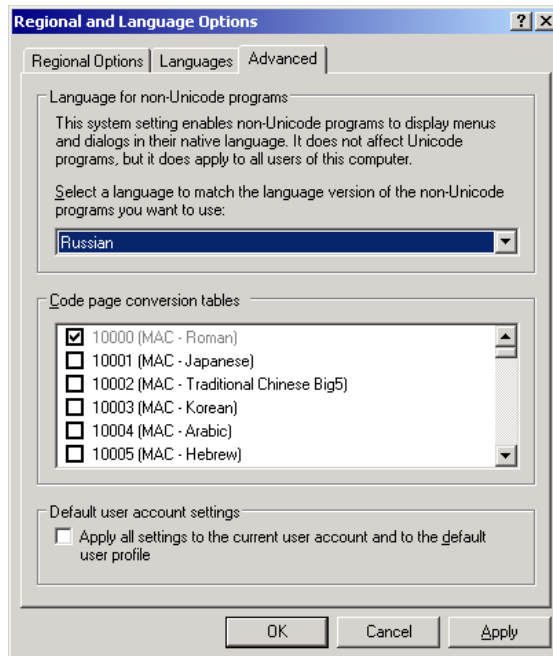 Regional and Language Options
Regional Options Languages Advanced
Language for non-Unicode programs
This system setting enables non-Unicode programs to display menus
and dialogs in their native language. It does not affect Unicode
programs, but it does apply to all users of this computer.
Select a language to match the language version of the non-Unicode
programs you want to use:
Russian
Code page conversion tables
10000 (MAC - Roman)
10001 (MAC - Japanese)
10002 (MAC - Traditional Chinese Big5)
10003 (MAC - Korean)
10004 (MAC - Arabic)
10005 (MAC - Hebrew)
Default user account settings
Apply all settings to the current user account and to the default
user profile
OK Cancel Apply